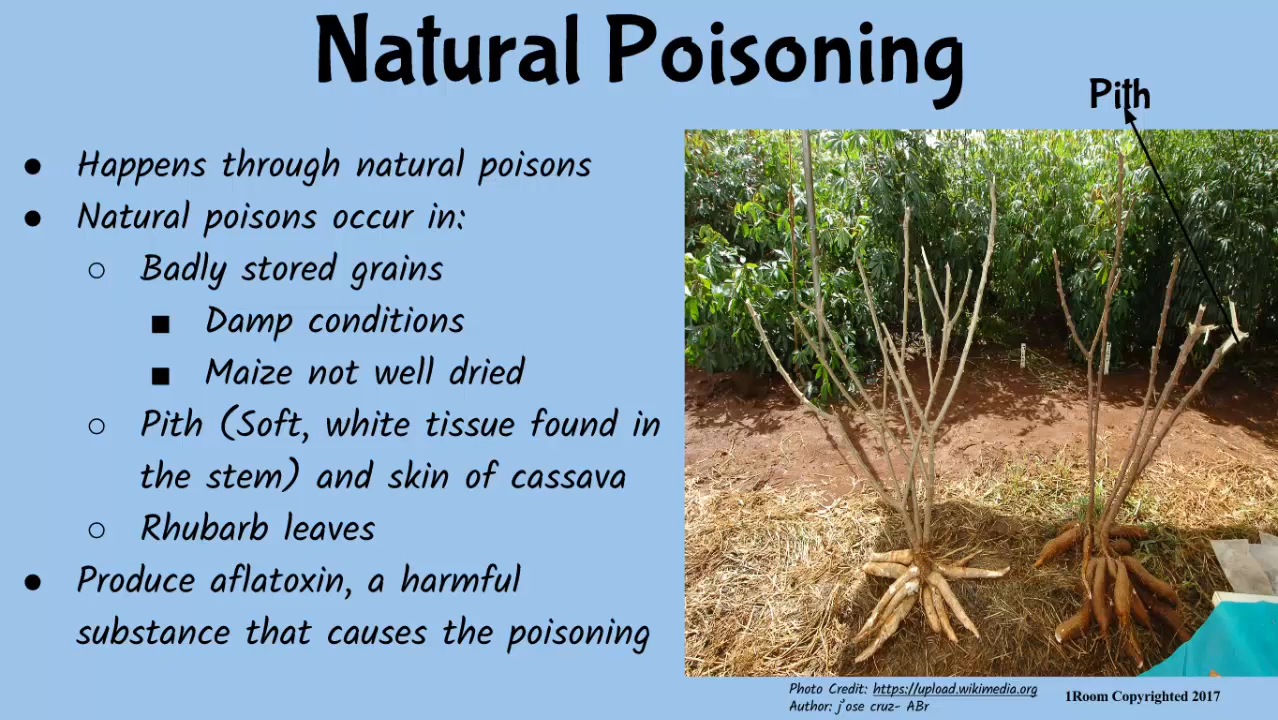 Natural Poisoning
Pith
● Happens through natural poisons
● Natural poisons occur in:
○ Badly stored grains
■ Damp conditions
■ Maize not well dried
○ Pith (Soft, white tissue found in
the stem) and skin of cassava
○ Rhubarb leaves
● Produce aflatoxin, a harmful
substance that causes the poisoning
Photo Credit: https://upload.wikimedia.org
Author: j'ose cruz- ABr
1Room Copyrighted 2017